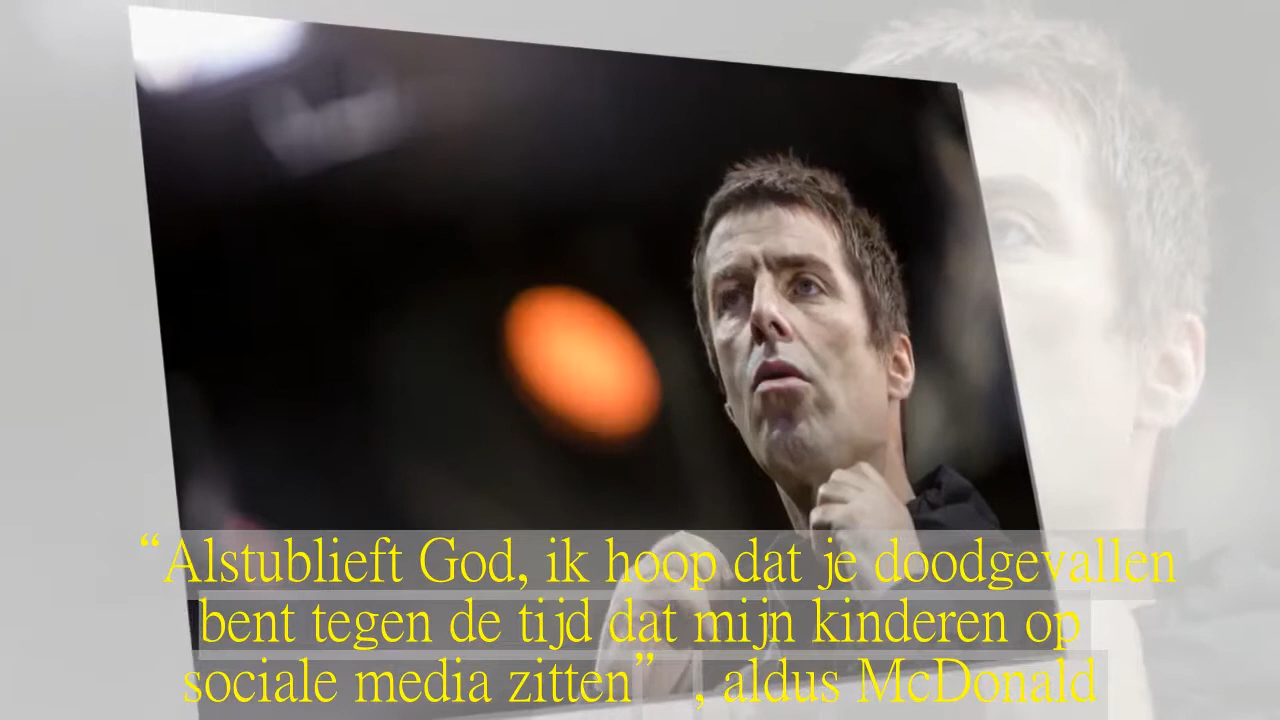 “Alstublieft God, ik hoop dat je doodgevallen
bent tegen de tijd dat mijn kinderen op
sociale media zitten” , aldus McDonald